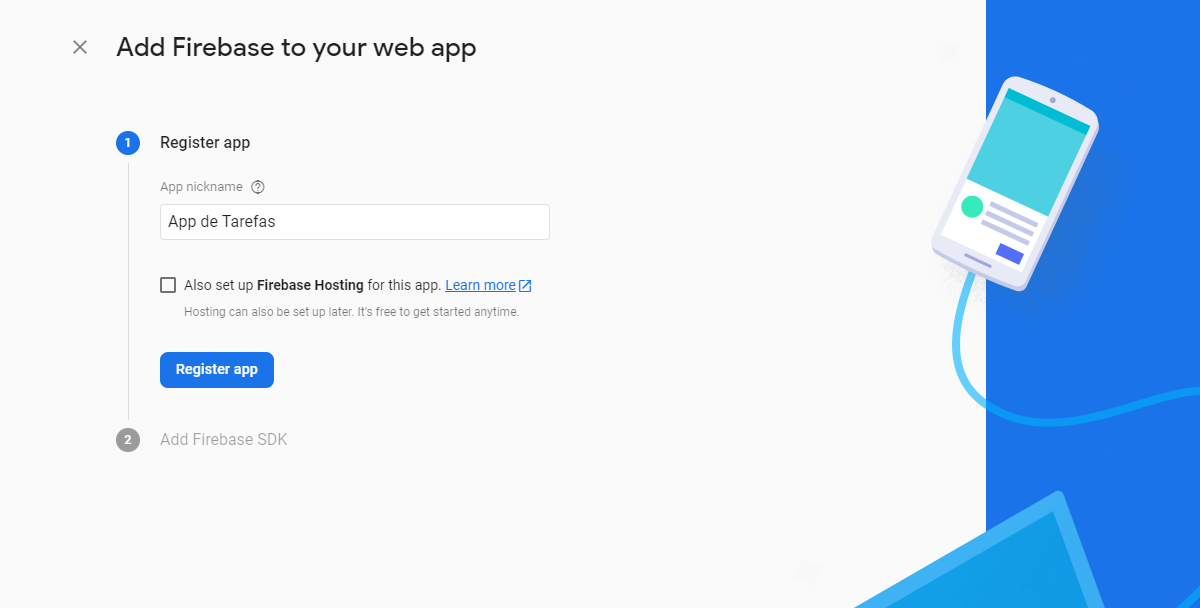 Add Firebase to your web app
1 Register app
App nickname ?
App de Tarefas
Also set up Firebase Hosting for this app. Learn more
Hosting can also be set up later. It's free to get started anytime.
Register app
2 Add Firebase SDK